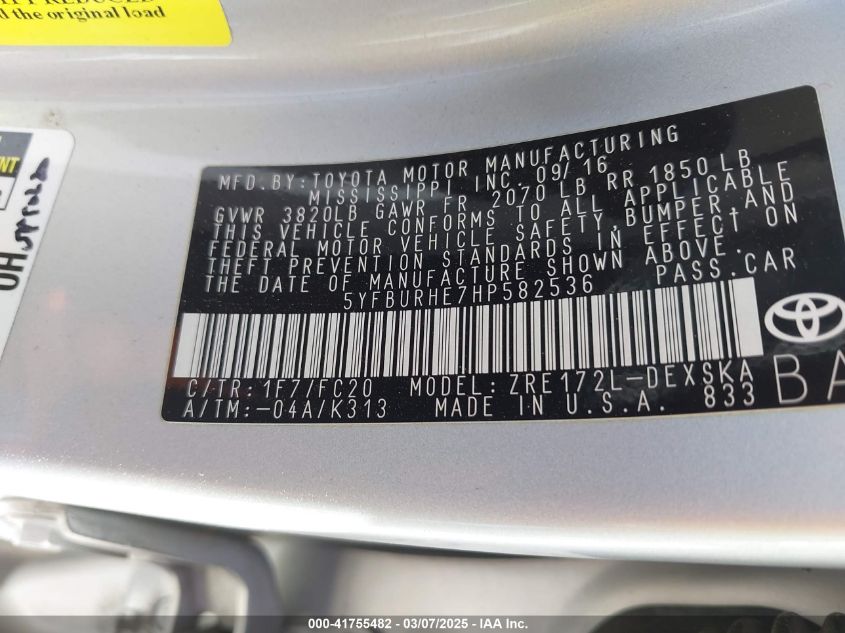 d the original load
MFD. BY: TOYOTA MOTOR MANUFACTURING
MISSISSIPPI INC. 09/16
GVWR 3820LB GAWR FR 2070 LB RR 1850 LB
THIS VEHICLE CONFORMS TO ALL APPLICABLE
FEDERAL MOTOR VEHICLE SAFETY, BUMPER, AND
THEFT PREVENTION STANDARDS IN EFFECT ON
THE DATE OF MANUFACTURE SHOWN ABOVE.
5YFBURHE7HP582536 PASS.CAR
C/TR: 1F7/FC20 MODEL: ZRE172L-DEXSKA
A/TM:-04A/K313 MADE IN U.S.A. 833
BA
OH
000-41755482 - 03/07/2025 - IAA Inc.